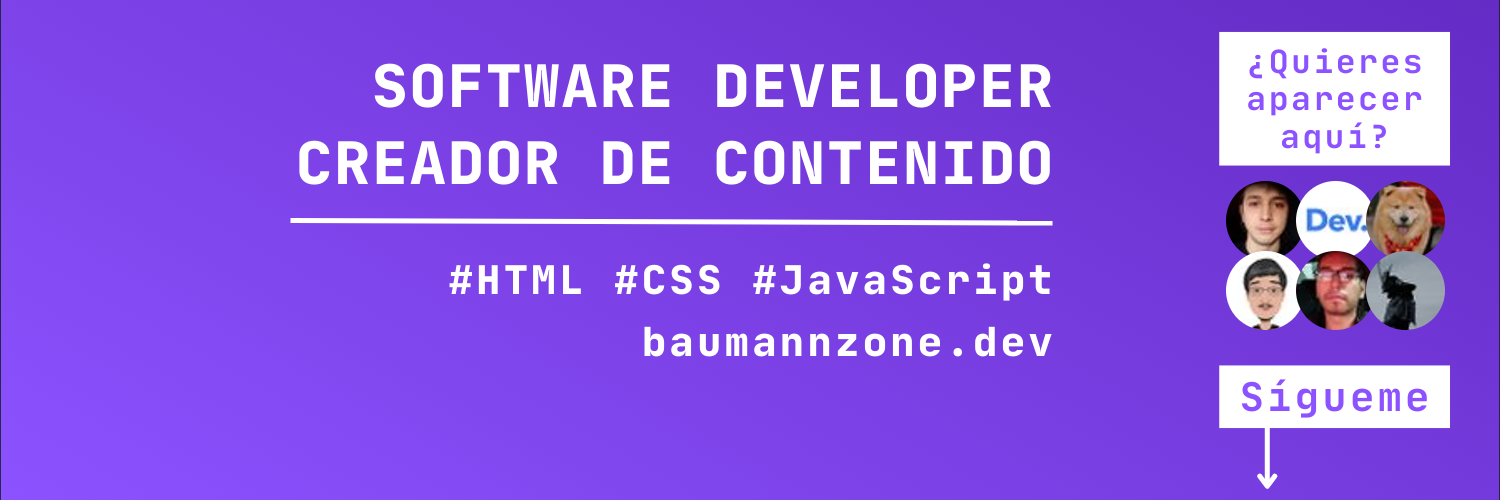 SOFTWARE DEVELOPER
CREADOR DE CONTENIDO
#HTML #CSS #JavaScript
baumannzone.dev
¿Quieres
aparecer
aquí?
Dev.
Sígueme